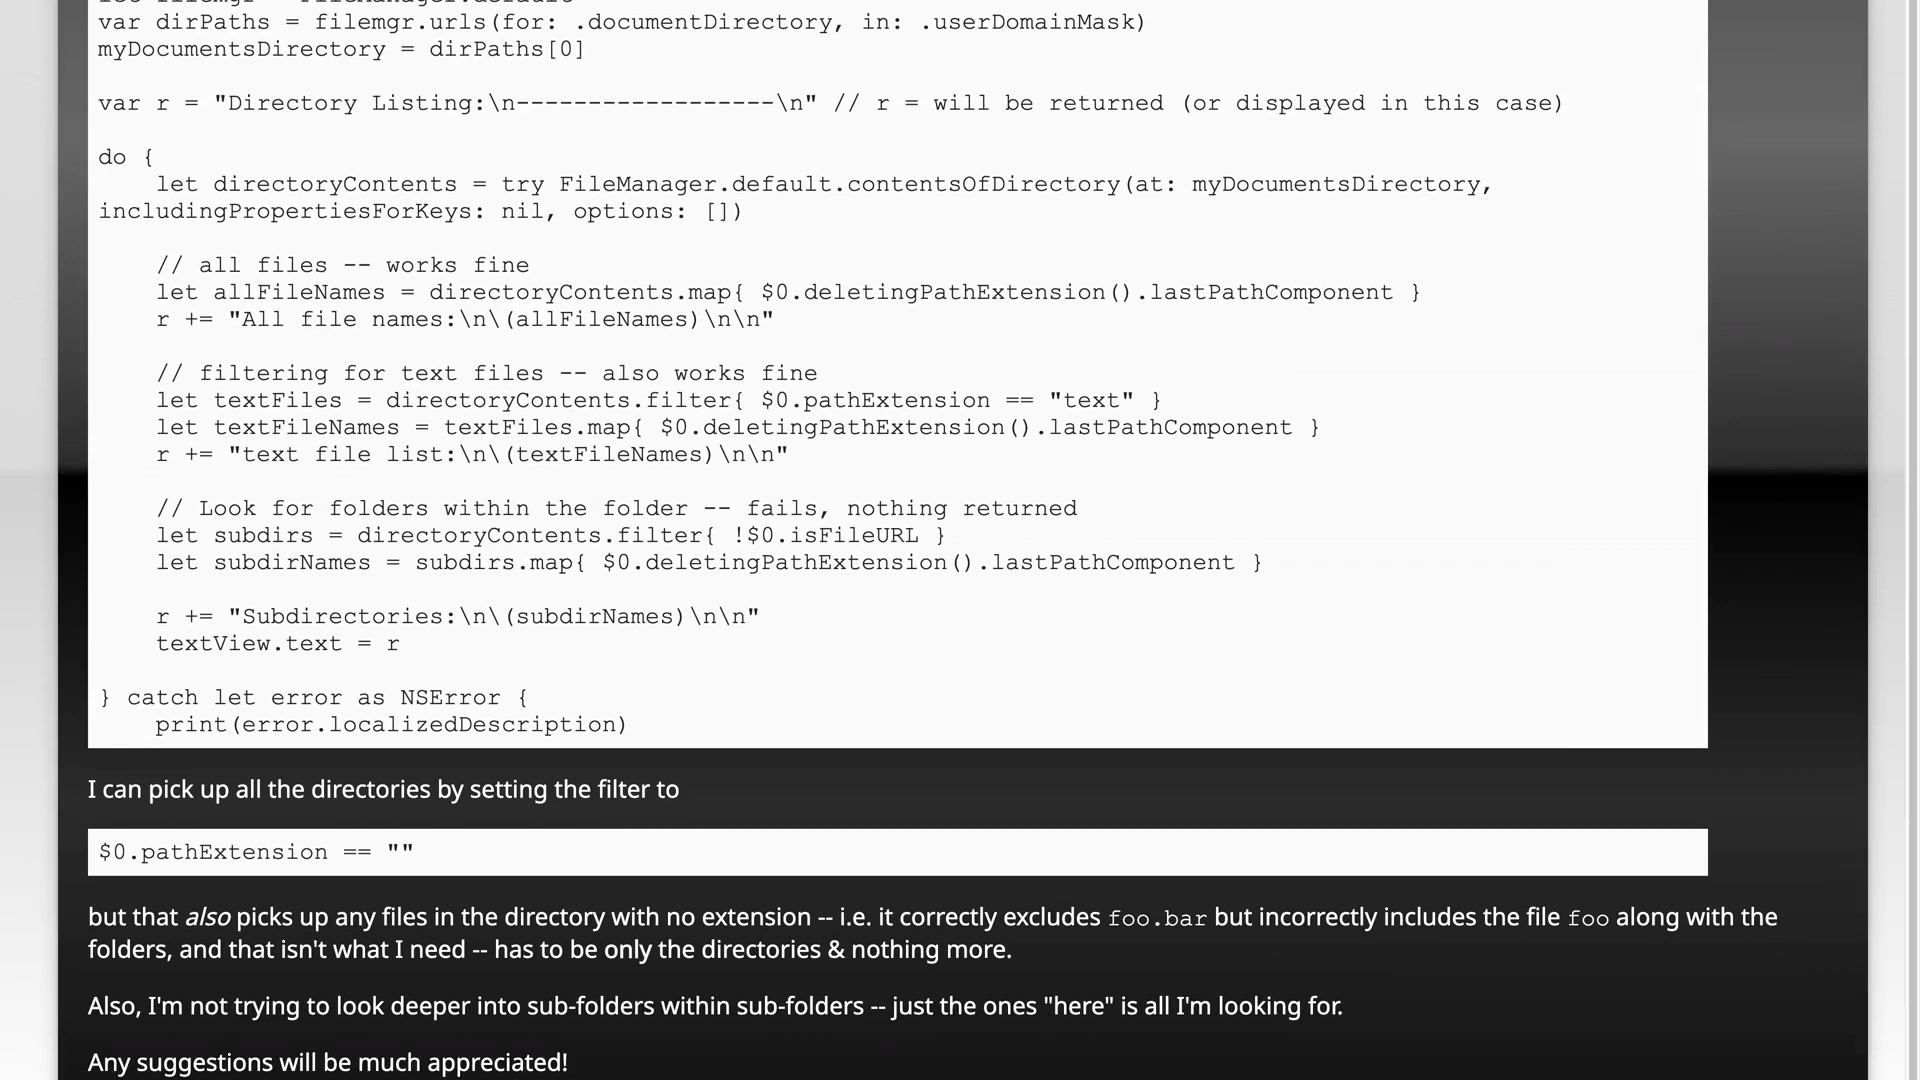 var dirPaths = filemgr.urls(for: .documentDirectory, in: .userDomainMask)
myDocumentsDirectory = dirPaths[0]
var r = "Directory Listing:\n------------------\n" // r = will be returned (or displayed in this case)
do {
    let directoryContents = try FileManager.default.contentsOfDirectory(at: myDocumentsDirectory,
includingPropertiesForKeys: nil, options: [])
    // all files -- works fine
    let allFileNames = directoryContents.map{ $0.deletingPathExtension().lastPathComponent }
    r += "All file names:\n\(allFileNames)\n\n"
    // filtering for text files -- also works fine
    let textFiles = directoryContents.filter{ $0.pathExtension == "text" }
    let textFileNames = textFiles.map{ $0.deletingPathExtension().lastPathComponent }
    r += "text file list:\n\(textFileNames)\n\n"
    // Look for folders within the folder -- fails, nothing returned
    let subdirs = directoryContents.filter{ !$0.isFileURL }
    let subdirNames = subdirs.map{ $0.deletingPathExtension().lastPathComponent }
    r += "Subdirectories:\n\(subdirNames)\n\n"
    textView.text = r
} catch let error as NSError {
    print(error.localizedDescription)
I can pick up all the directories by setting the filter to
$0.pathExtension == ""
but that also picks up any files in the directory with no extension -- i.e. it correctly excludes foo.bar but incorrectly includes the file foo along with the
folders, and that isn't what I need -- has to be only the directories & nothing more.
Also, I'm not trying to look deeper into sub-folders within sub-folders -- just the ones "here" is all I'm looking for.
Any suggestions will be much appreciated!